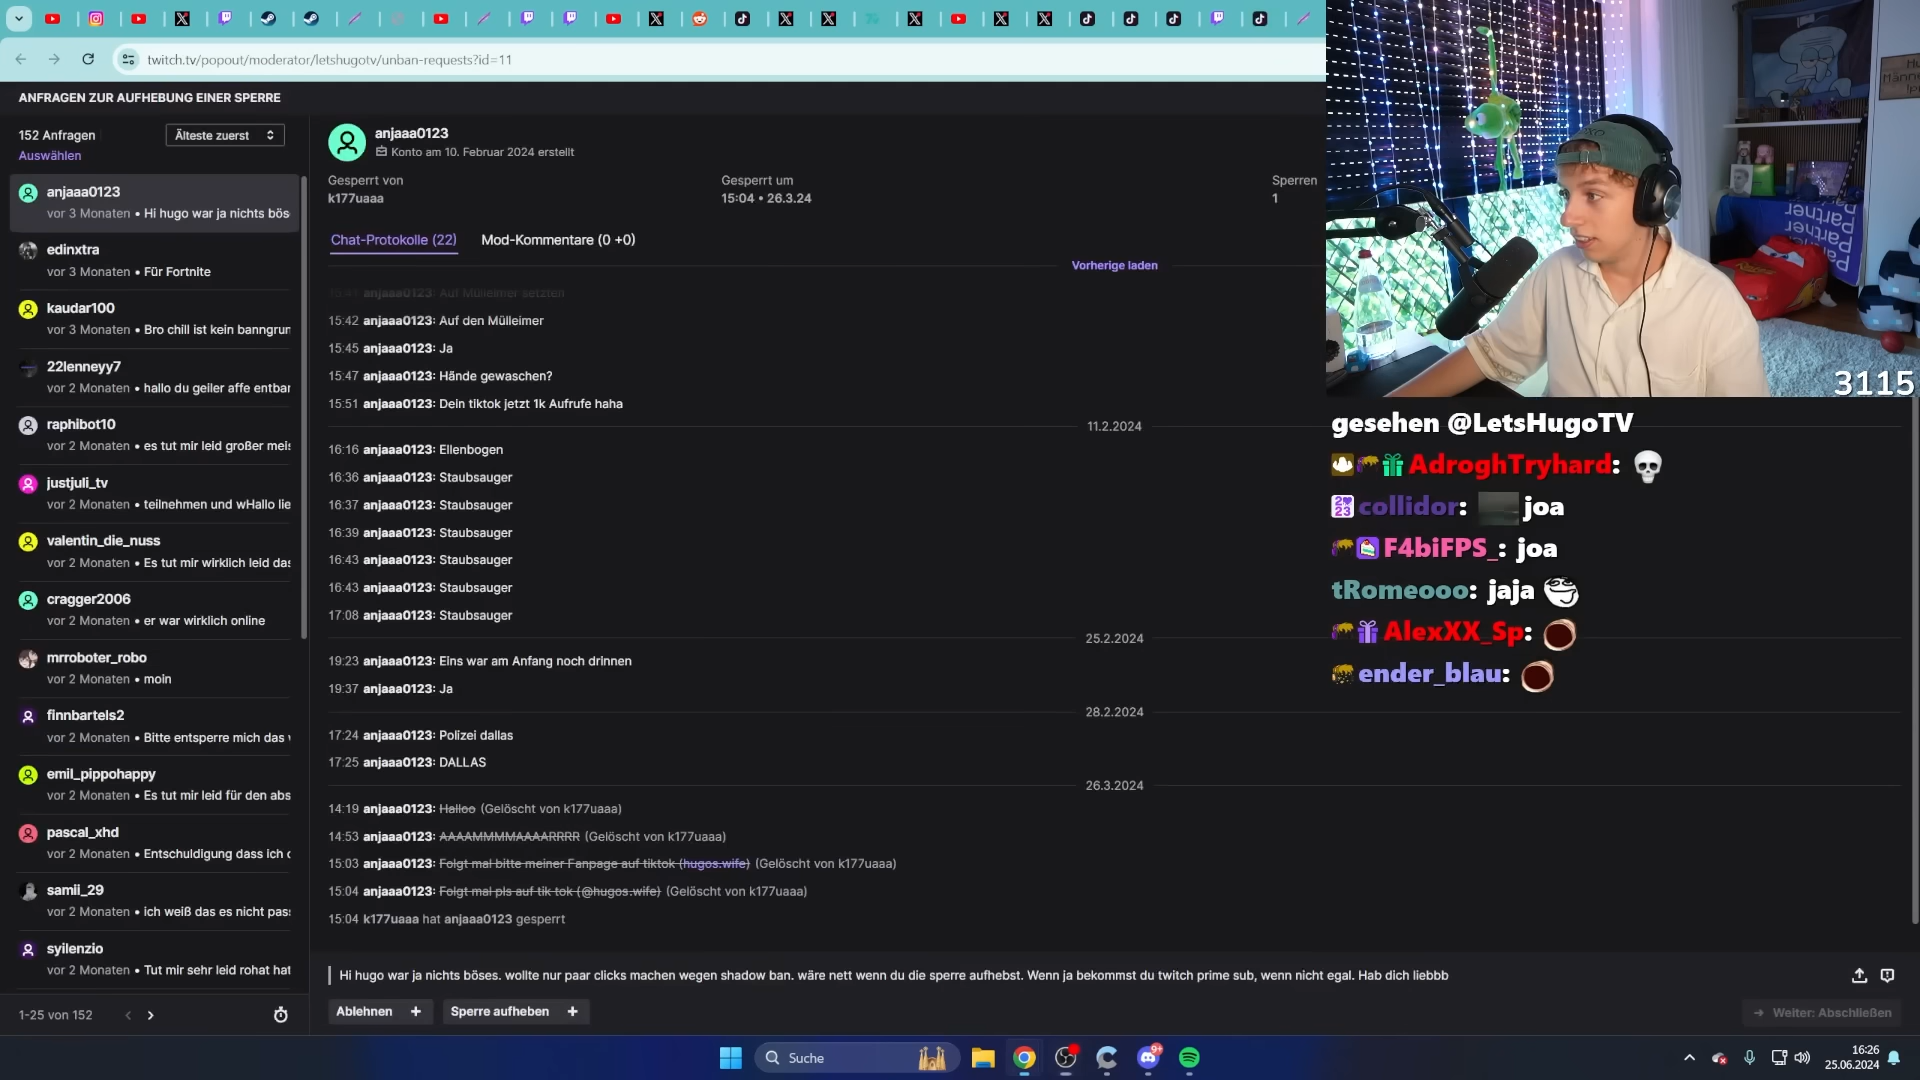 twitch.tv/popout/moderator/letshugotv/unban-requests?id=11
ANFRAGEN ZUR AUFHEBUNG EINER SPERRE
152 Anfragen
Älteste zuerst
Auswählen
anjaaa0123
vor 3 Monaten • Hi hugo war ja nichts bös
edinxtra
vor 3 Monaten • Für Fortnite
kaudar100
vor 3 Monaten • Bro chill ist kein banngrun
22lenneyy7
vor 2 Monaten • hallo du geiler affe entbar
raphibot10
vor 2 Monaten • es tut mir leid großer meis
justjuli_tv
vor 2 Monaten • teilnehmen und wHallo lie
valentin_die_nuss
vor 2 Monaten • Es tut mir wirklich leid das
cragger2006
vor 2 Monaten • er war wirklich online
mrroboter_robo
vor 2 Monaten • moin
finnbartels2
vor 2 Monaten • Bitte entsperre mich das
emil_pippohappy
vor 2 Monaten • Es tut mir leid für den abs
pascal_xhd
vor 2 Monaten • Entschuldigung dass ich
samii_29
vor 2 Monaten • ich weiß das es nicht pass
syilenzio
vor 2 Monaten • Tut mir sehr leid rohat hat
1-25 von 152
anjaaa0123
Konto am 10. Februar 2024 erstellt
Gesperrt von
k177uaaa
Gesperrt um
15:04 • 26.3.24
Sperren
1
Chat-Protokolle (22)
Mod-Kommentare (0 +0)
Vorherige laden
anjaaa0123: Auf Mülleimer setzten
15:42 anjaaa0123: Auf den Mülleimer
15:45 anjaaa0123: Ja
15:47 anjaaa0123: Hände gewaschen?
15:51 anjaaa0123: Dein tiktok jetzt 1k Aufrufe haha
11.2.2024
16:16 anjaaa0123: Ellenbogen
16:36 anjaaa0123: Staubsauger
16:37 anjaaa0123: Staubsauger
16:39 anjaaa0123: Staubsauger
16:43 anjaaa0123: Staubsauger
16:43 anjaaa0123: Staubsauger
17:08 anjaaa0123: Staubsauger
25.2.2024
19:23 anjaaa0123: Eins war am Anfang noch drinnen
19:37 anjaaa0123: Ja
28.2.2024
17:24 anjaaa0123: Polizei dallas
17:25 anjaaa0123: DALLAS
26.3.2024
14:19 anjaaa0123: Halloo (Gelöscht von k177uaaa)
14:53 anjaaa0123: AAAAMMMMAAAARRRR (Gelöscht von k177uaaa)
15:03 anjaaa0123: Folgt mal bitte meiner Fanpage auf tiktok (hugos.wife) (Gelöscht von k177uaaa)
15:04 anjaaa0123: Folgt mal pls auf tik tok (@hugos.wife) (Gelöscht von k177uaaa)
15:04 k177uaaa hat anjaaa0123 gesperrt
Hi hugo war ja nichts böses. wollte nur paar clicks machen wegen shadow ban. wäre nett wenn du die sperre aufhebst. Wenn ja bekommst du twitch prime sub, wenn nicht egal. Hab dich liebbb
Ablehnen +
Sperre aufheben +
Weiter: Abschließen
Partner
Partner
Partner
3115
gesehen @LetsHugoTV
AdroghTryhard:
collidor: joa
F4biFPS_: joa
tRomeooo: jaja
AlexXX_Sp:
ender_blau:
Suche
9+
16:26
25.06.2024